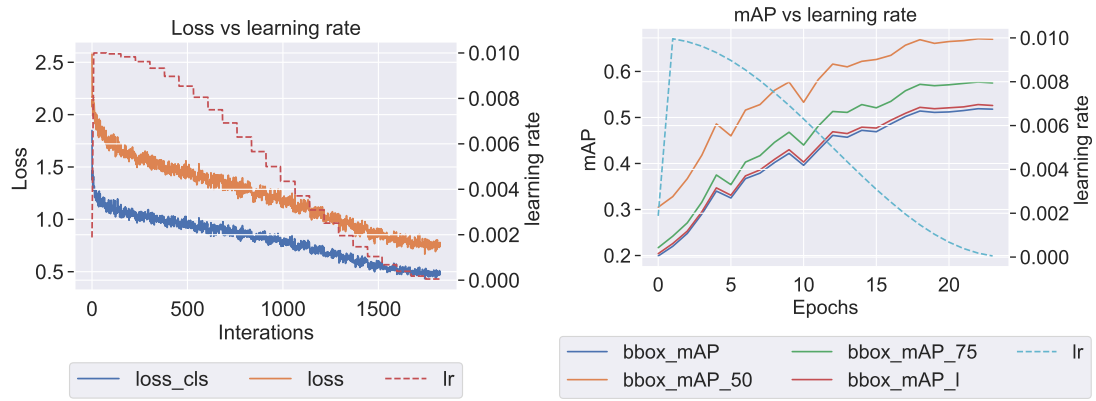 Loss vs learning rate
Loss
2.5
2.0
1.5
1.0
0.5
0.010
0.008
0.006
0.004
0.002
0.000
learning rate
0 500 1000 1500
Iterations
loss_cls loss lr
mAP vs learning rate
mAP
0.6
0.5
0.4
0.3
0.2
0.010
0.008
0.006
0.004
0.002
0.000
learning rate
0 5 10 15 20
Epochs
bbox_mAP bbox_mAP_75 lr
bbox_mAP_50 bbox_mAP_l